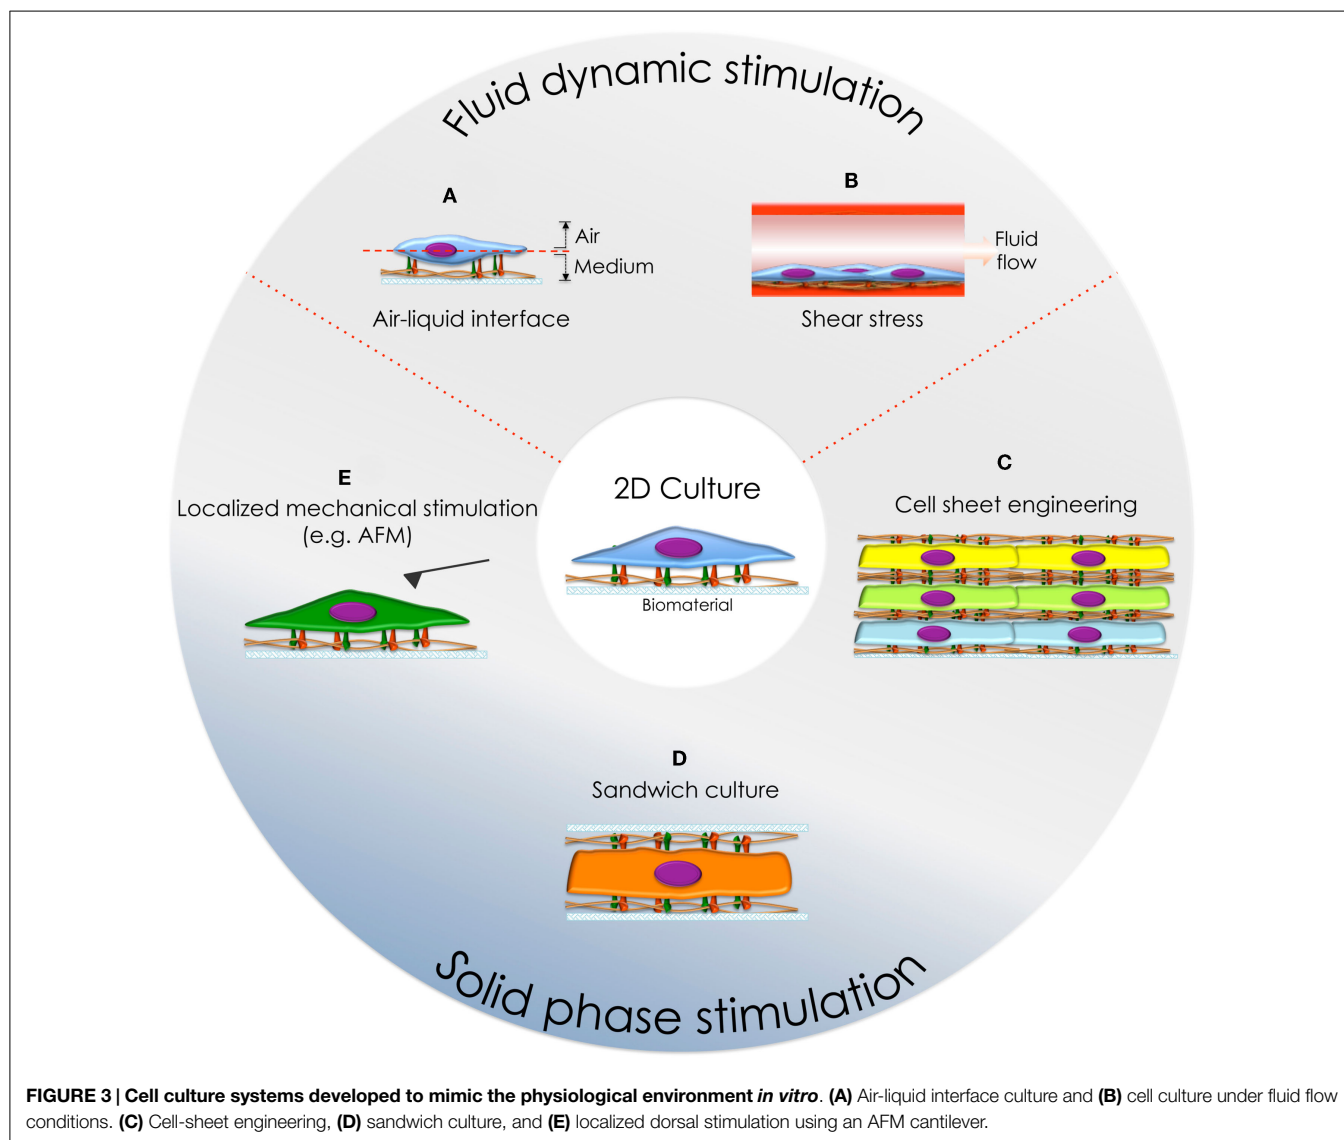 Fluid dynamic stimulation
A
B
Air
Medium
Fluid
flow
Air-liquid interface
Shear stress
E
Localized mechanical stimulation
(e.g. AFM)
2D Culture
Biomaterial
C
Cell sheet engineering
D
Sandwich culture
Solid phase stimulation
FIGURE 3 | Cell culture systems developed to mimic the physiological environment in vitro. (A) Air-liquid interface culture and (B) cell culture under fluid flow
conditions. (C) Cell-sheet engineering, (D) sandwich culture, and (E) localized dorsal stimulation using an AFM cantilever.